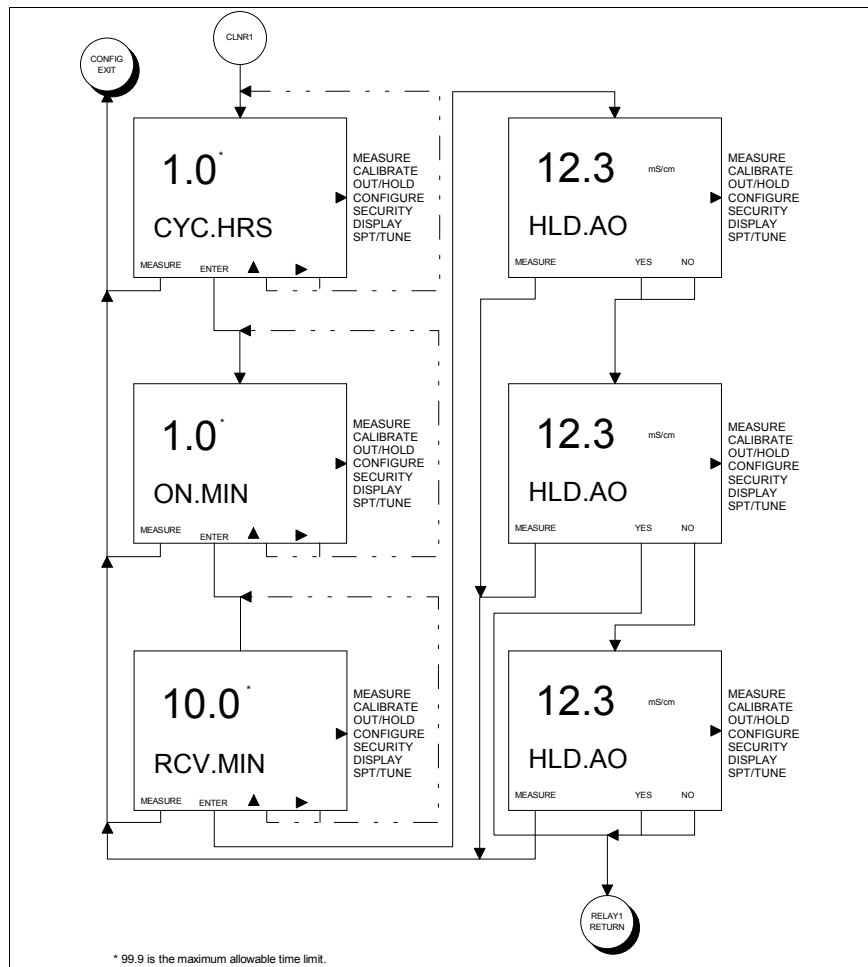 CONFIG
EXIT
CLNR1
1.0*
CYC.HRS
MEASURE
ENTER
MEASURE
CALIBRATE
OUT/HOLD
CONFIGURE
SECURITY
DISPLAY
SPT/TUNE
1.0*
ON.MIN
MEASURE
ENTER
MEASURE
CALIBRATE
OUT/HOLD
CONFIGURE
SECURITY
DISPLAY
SPT/TUNE
10.0*
RCV.MIN
MEASURE
ENTER
MEASURE
CALIBRATE
OUT/HOLD
CONFIGURE
SECURITY
DISPLAY
SPT/TUNE
12.3 mS/cm
HLD.AO
MEASURE YES NO
MEASURE
CALIBRATE
OUT/HOLD
CONFIGURE
SECURITY
DISPLAY
SPT/TUNE
12.3 mS/cm
HLD.AO
MEASURE YES NO
MEASURE
CALIBRATE
OUT/HOLD
CONFIGURE
SECURITY
DISPLAY
SPT/TUNE
12.3 mS/cm
HLD.AO
MEASURE YES NO
MEASURE
CALIBRATE
OUT/HOLD
CONFIGURE
SECURITY
DISPLAY
SPT/TUNE
RELAY1
RETURN
* 99.9 is the maximum allowable time limit.